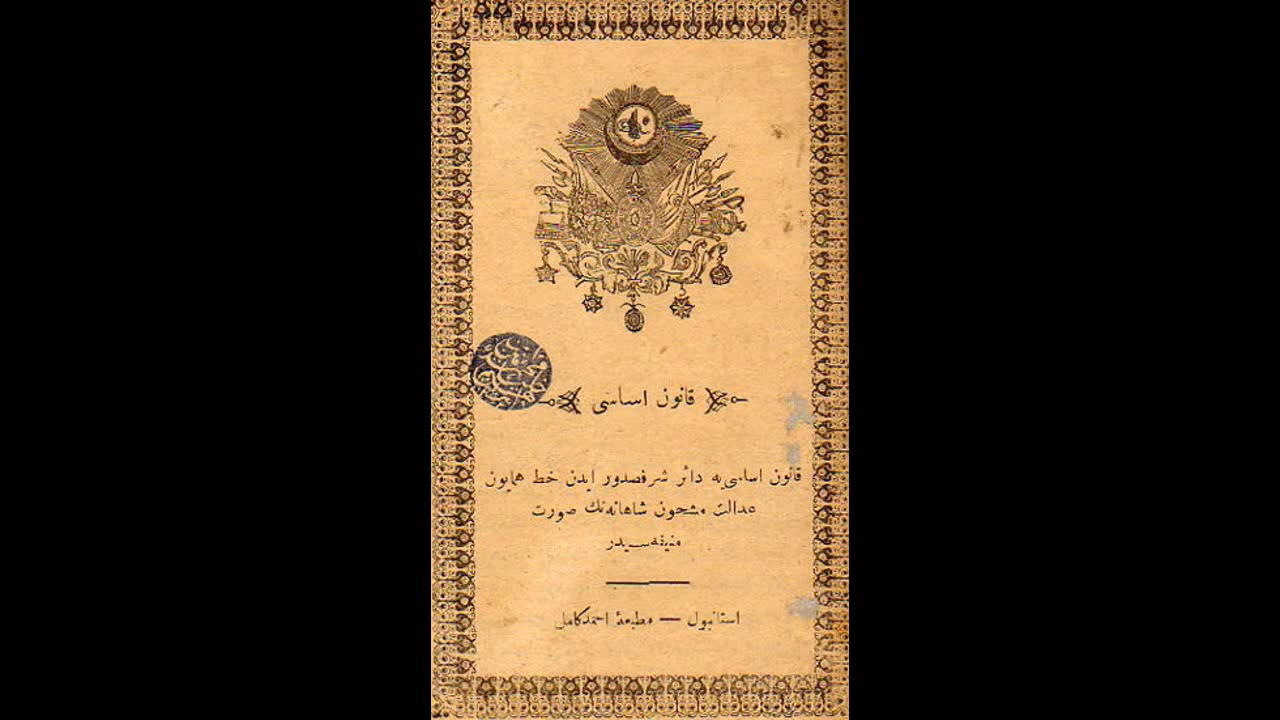 قانون اساسی
قانون اساسی‌یه دائر شرفصدور ایدن خط همایون
عدالت مشحون شاهانه‌نك صورت
منیفه‌سیدر
استانبول — مطبعهٔ احمد كامل